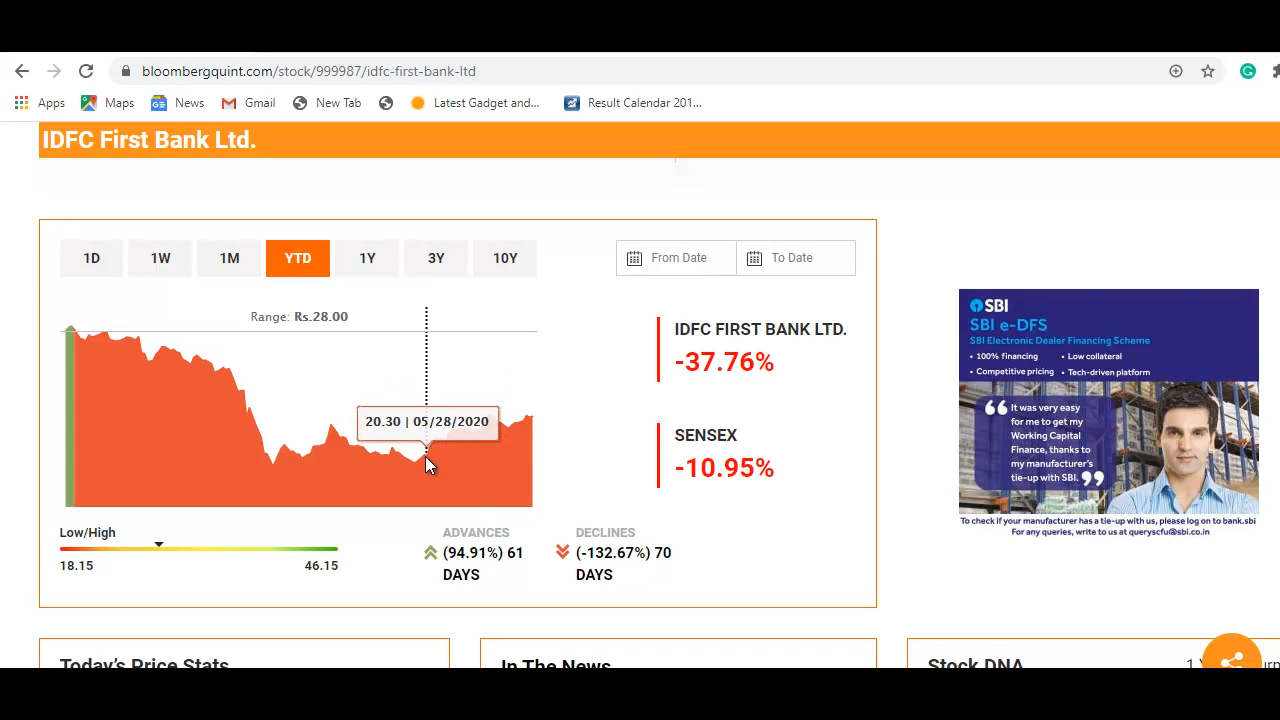 bloombergquint.com/stock/999987/idfc-first-bank-ltd
Apps Maps News Gmail New Tab Latest Gadget and... Result Calendar 201...
IDFC First Bank Ltd.
1D 1W 1M YTD 1Y 3Y 10Y From Date To Date
Range: Rs.28.00
20.30 | 05/28/2020
IDFC FIRST BANK LTD.
-37.76%
SENSEX
-10.95%
Low/High
18.15 46.15
ADVANCES
(94.91%) 61
DAYS
DECLINES
(-132.67%) 70
DAYS
SBI
SBI e-DFS
SBI Electronic Dealer Financing Scheme
• 100% financing • Low collateral
• Competitive pricing • Tech-driven platform
It was very easy
for me to get my
Working Capital
Finance, thanks to
my manufacturer's
tie-up with SBI.
To check if your manufacturer has a tie-up with us, please log on to bank.sbi
For any queries, write to us at queryscfu@sbi.co.in
Today's Price Stats
In The News
Stock DNA